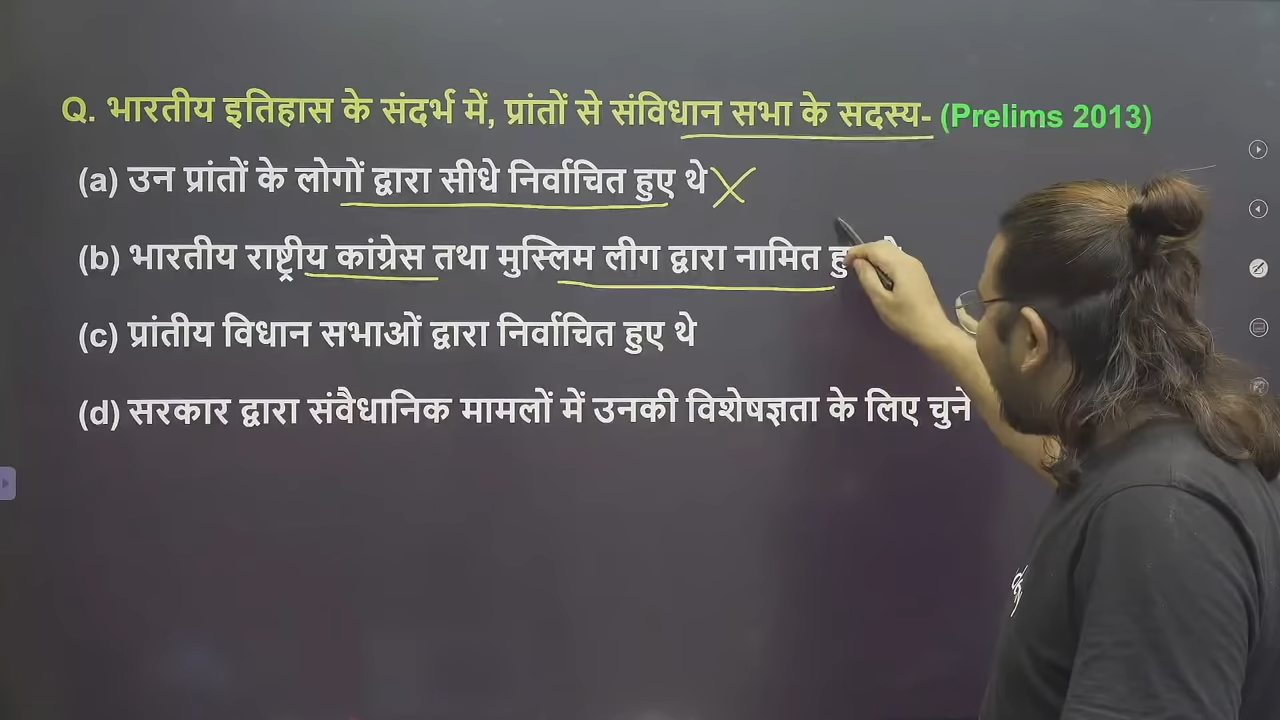 Q. भारतीय इतिहास के संदर्भ में, प्रांतों से संविधान सभा के सदस्य- (Prelims 2013)
(a) उन प्रांतों के लोगों द्वारा सीधे निर्वाचित हुए थे
(b) भारतीय राष्ट्रीय कांग्रेस तथा मुस्लिम लीग द्वारा नामित
(c) प्रांतीय विधान सभाओं द्वारा निर्वाचित हुए थे
(d) सरकार द्वारा संवैधानिक मामलों में उनकी विशेषज्ञता के लिए चुने